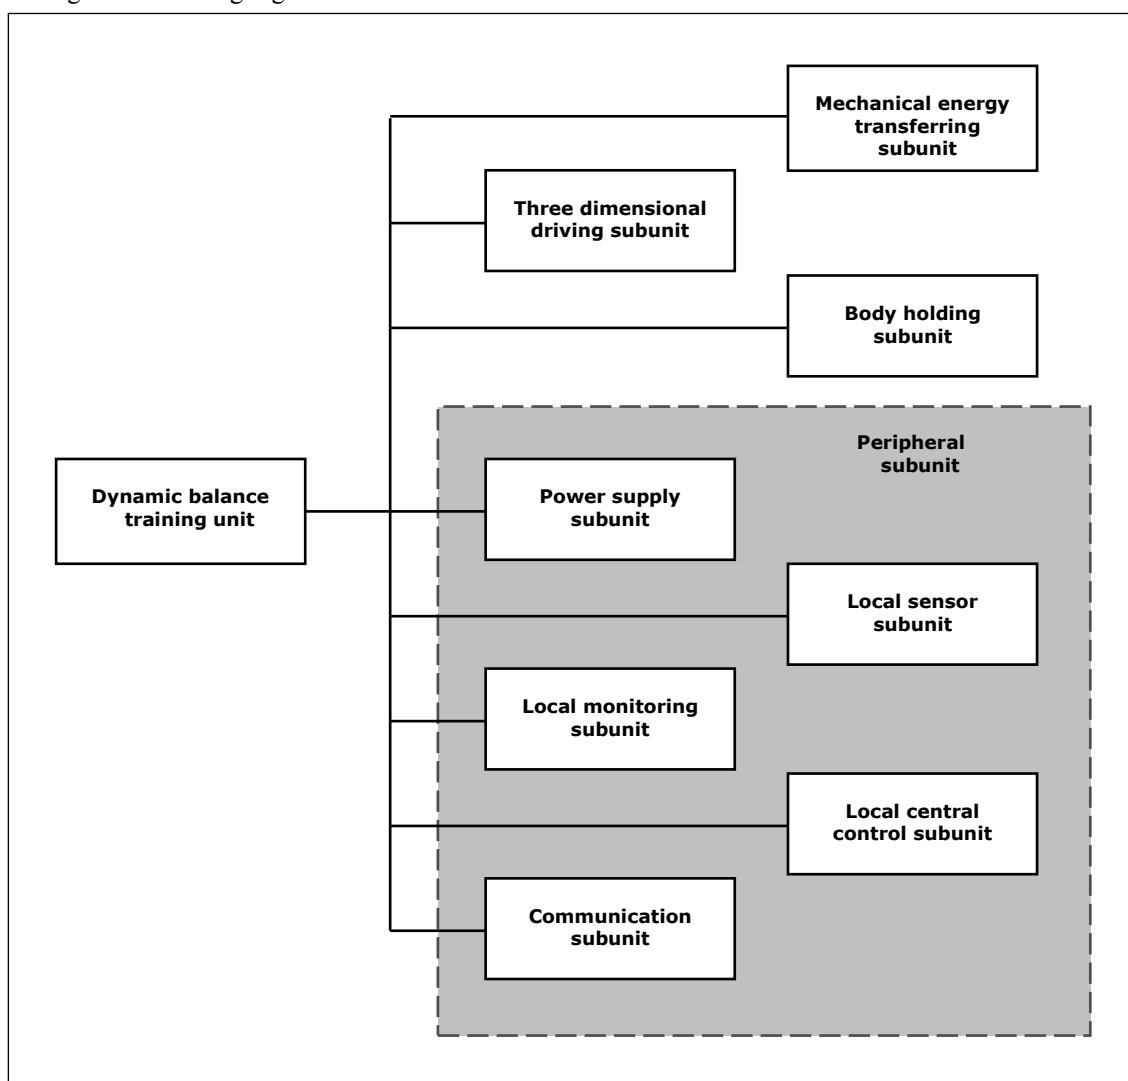 Mechanical energy
transferring
subunit
Three dimensional
driving subunit
Body holding
subunit
Peripheral
subunit
Dynamic balance
training unit
Power supply
subunit
Local sensor
subunit
Local monitoring
subunit
Local central
control subunit
Communication
subunit